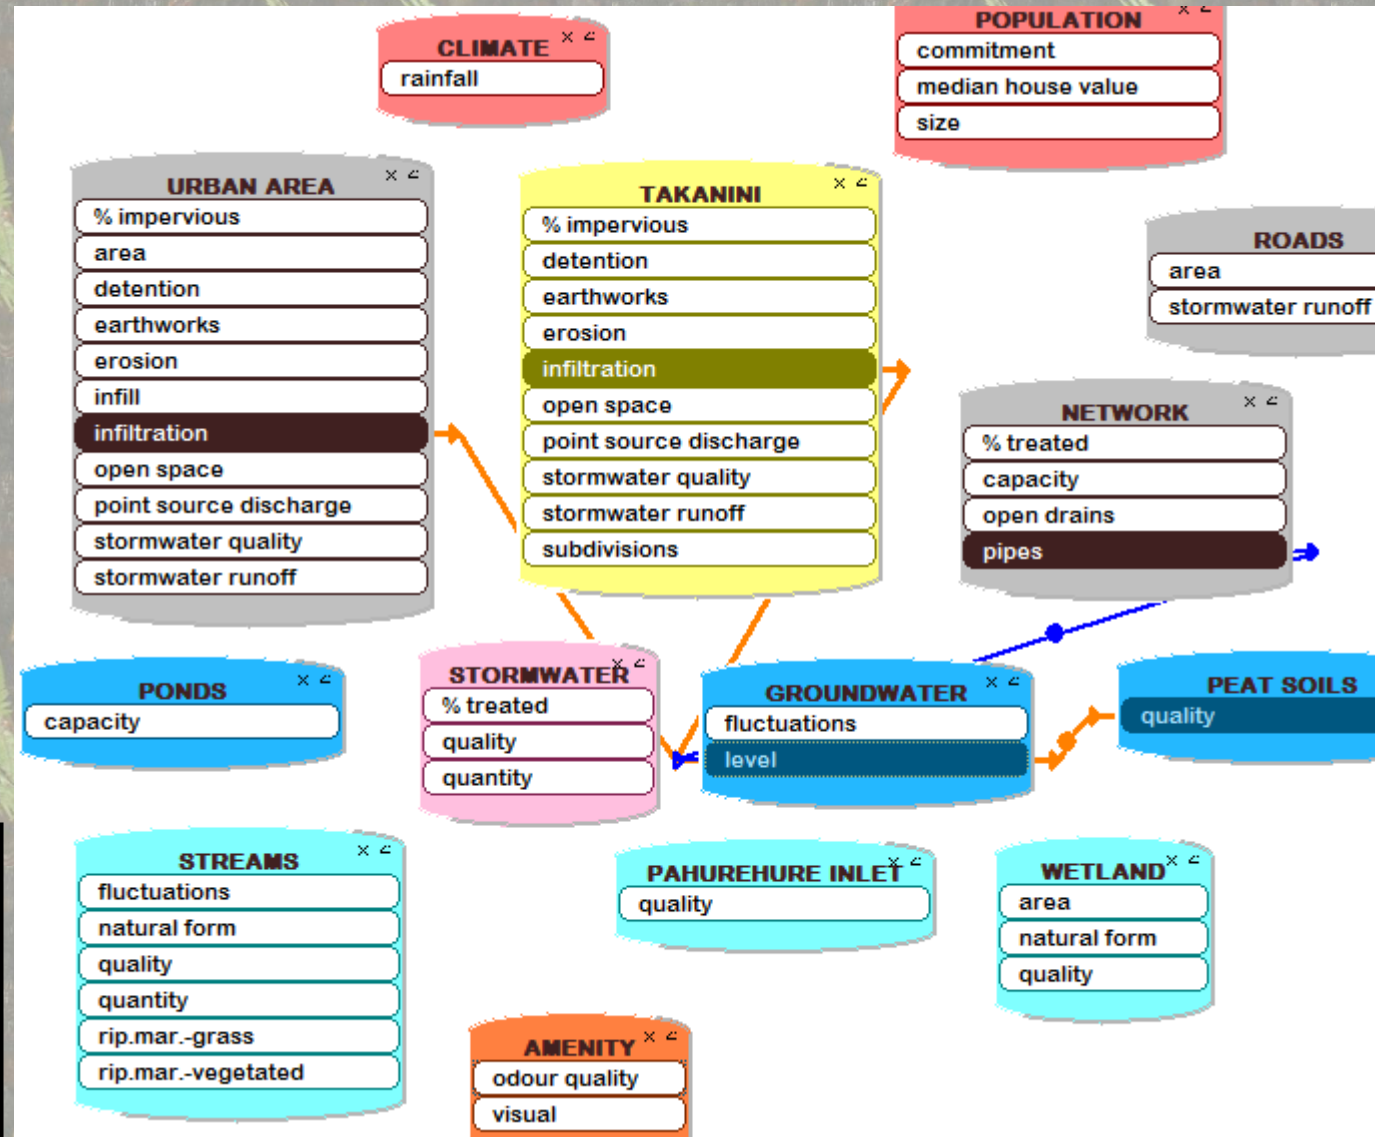 CLIMATE
rainfall
POPULATION
commitment
median house value
size
URBAN AREA
% impervious
area
detention
earthworks
erosion
infill
infiltration
open space
point source discharge
stormwater quality
stormwater runoff
TAKANINI
% impervious
detention
earthworks
erosion
infiltration
open space
point source discharge
stormwater quality
stormwater runoff
subdivisions
ROADS
area
stormwater runoff
NETWORK
% treated
capacity
open drains
pipes
PONDS
capacity
STORMWATER
% treated
quality
quantity
GROUNDWATER
fluctuations
level
PEAT SOILS
quality
STREAMS
fluctuations
natural form
quality
quantity
rip.mar.-grass
rip.mar.-vegetated
PAHUREHURE INLET
quality
WETLAND
area
natural form
quality
AMENITY
odour quality
visual